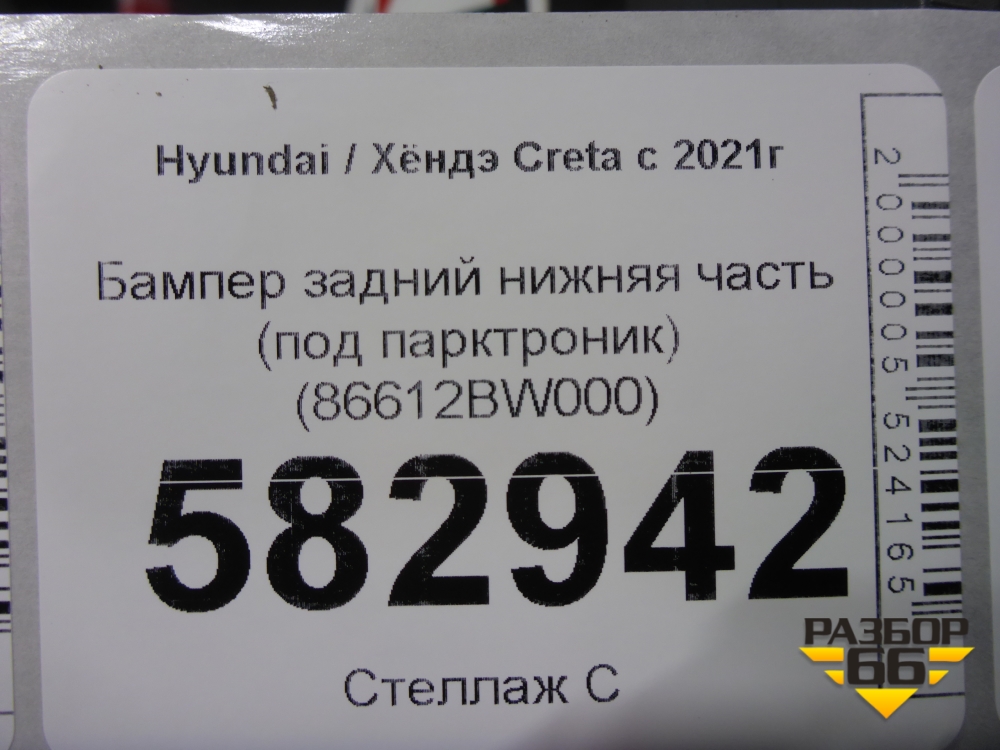 Hyundai / Хёндэ Creta с 2021г
Бампер задний нижняя часть
(под парктроник)
(86612BW000)
582942
Стеллаж С
2000005524165
РАЗБОР
66